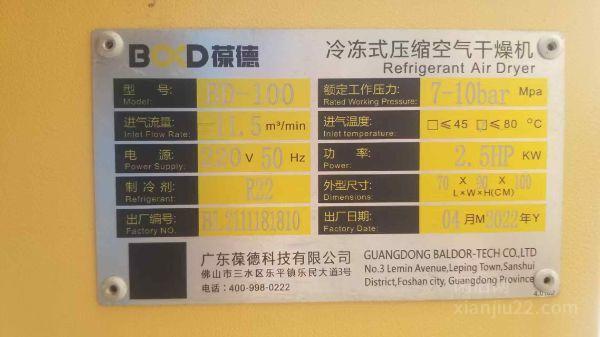 BOXD葆德
冷冻式压缩空气干燥机
Refrigerant Air Dryer
型 号: BD-100
Model:
额定工作压力: 7-10bar Mpa
Rated Working Pressure:
进气流量: 11.5 m³/min
Inlet Flow Rate:
进气温度: □≤45 □≤80 °C
Inlet temperature:
电 源: 220 V 50 Hz
Power Supply:
功 率: 2.5HP KW
Power:
制 冷 剂: R22
Refrigerant:
外型尺寸: 70 X 90 X 100
Dimensions: L×W×H(CM)
出厂编号:
Factory NO.
出厂日期: 04 月M 2022 年Y
Factory Date:
广东葆德科技有限公司
佛山市三水区乐平镇乐民大道3号
电话:400-998-0222
GUANGDONG BALDOR-TECH CO.,LTD
No.3 Lemin Avenue,Leping Town,Sanshui
District,Foshan city, Guangdong Province
xianjiu22.com